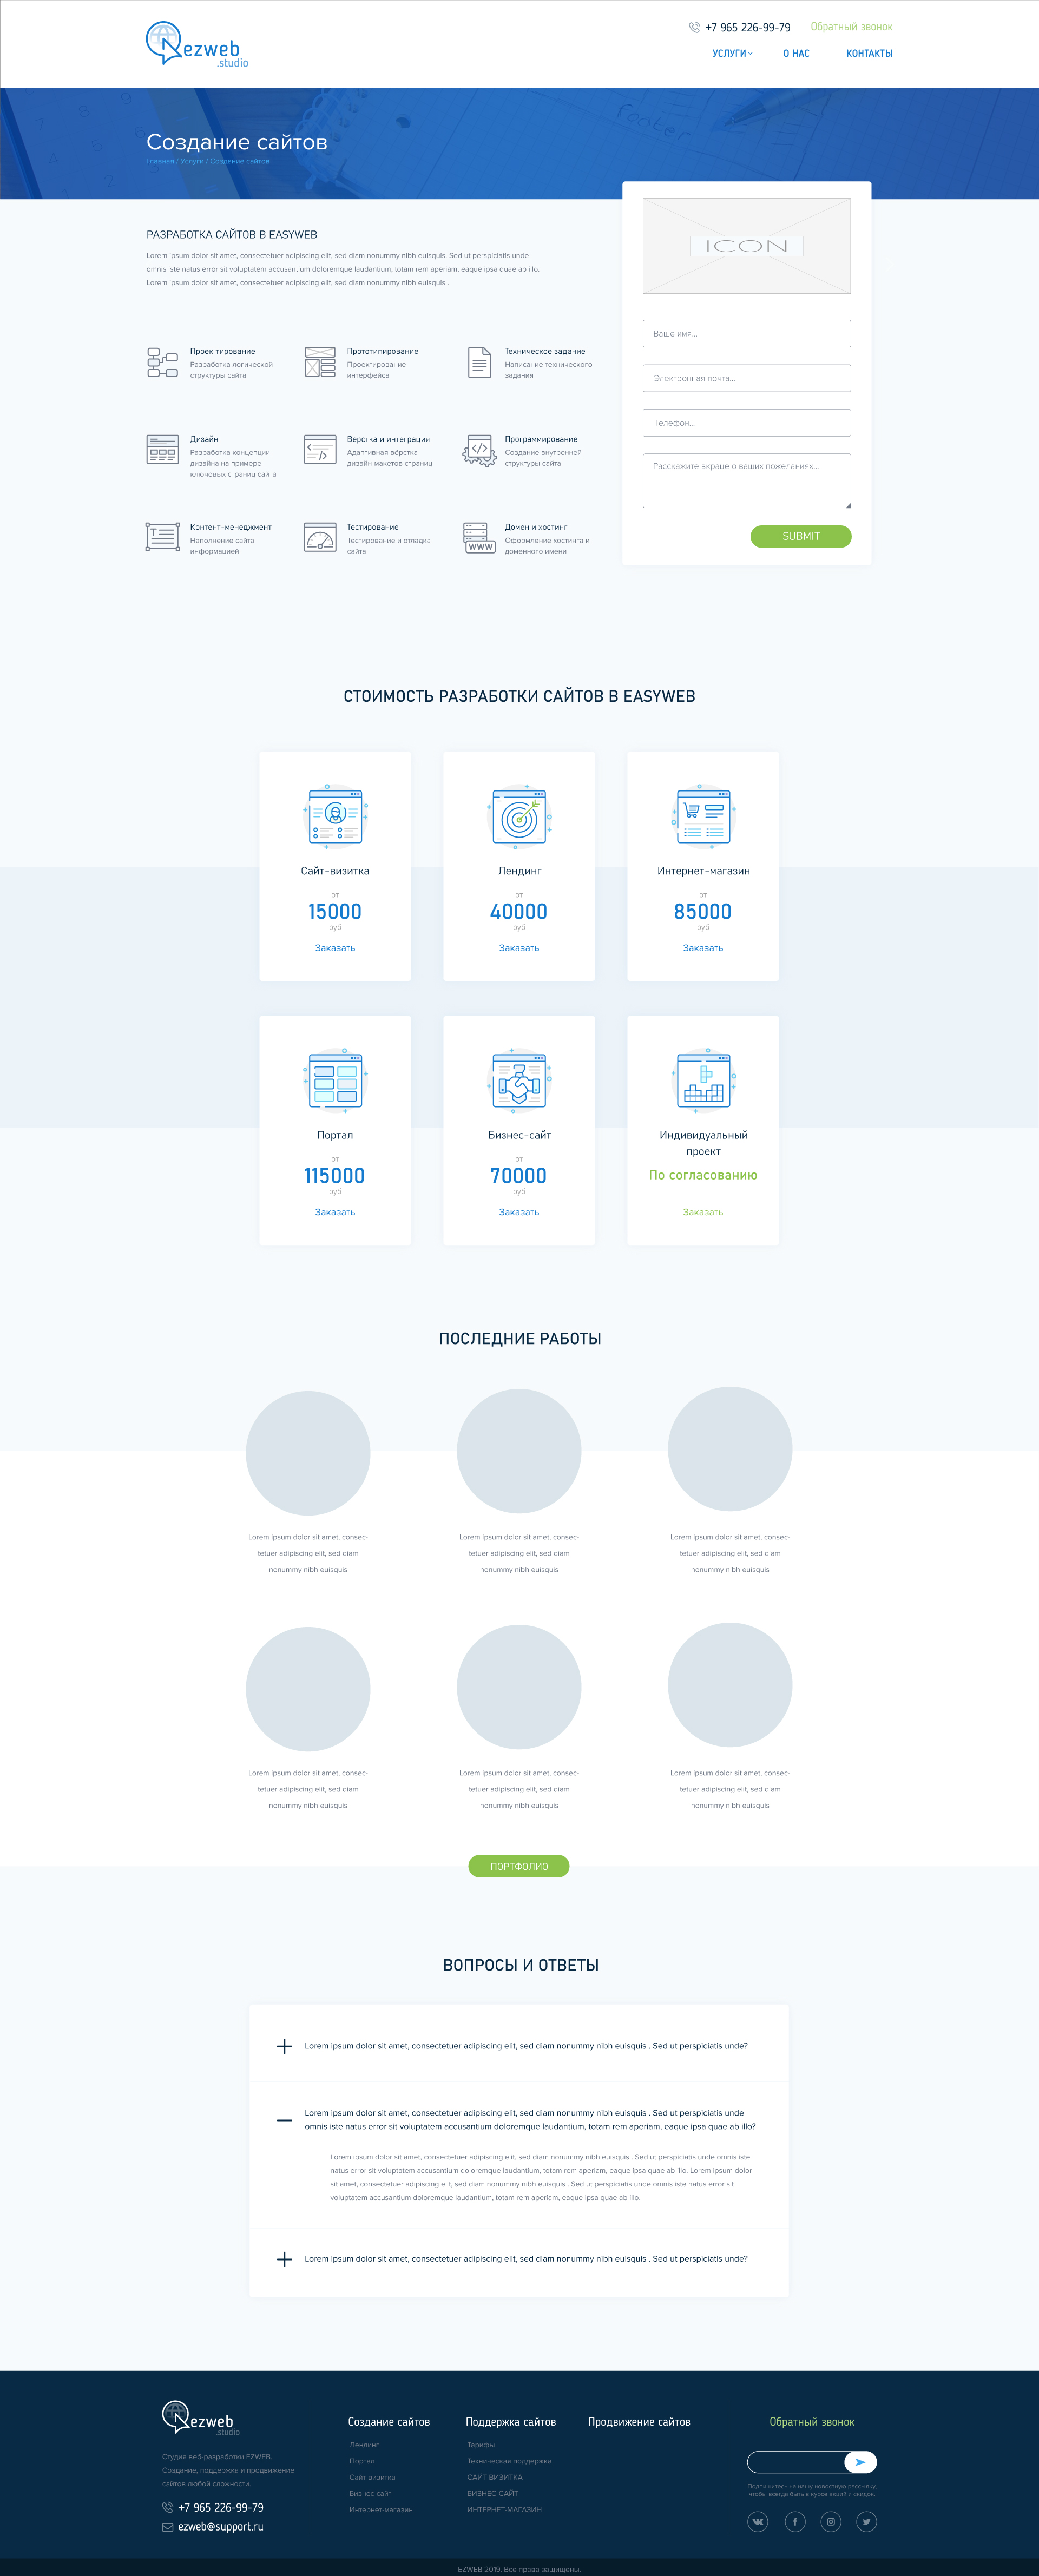 ezweb
.studio
+7 965 226-99-79
Обратный звонок
УСЛУГИ
О НАС
КОНТАКТЫ
Создание сайтов
Главная / Услуги / Создание сайтов
РАЗРАБОТКА САЙТОВ В EASYWEB
Lorem ipsum dolor sit amet, consectetuer adipiscing elit, sed diam nonummy nibh euisquis. Sed ut perspiciatis unde
omnis iste natus error sit voluptatem accusantium doloremque laudantium, totam rem aperiam, eaque ipsa quae ab illo.
Lorem ipsum dolor sit amet, consectetuer adipiscing elit, sed diam nonummy nibh euisquis .
Проек тирование
Разработка логической
структуры сайта
Прототипирование
Проектирование
интерфейса
Техническое задание
Написание технического
задания
Дизайн
Разработка концепции
дизайна на примере
ключевых страниц сайта
Верстка и интеграция
Адаптивная вёрстка
дизайн-макетов страниц
Программирование
Создание внутренней
структуры сайта
Контент-менеджмент
Наполнение сайта
информацией
Тестирование
Тестирование и отладка
сайта
WWW
Домен и хостинг
Оформление хостинга и
доменного имени
ICON
Ваше имя...
Электронная почта...
Телефон...
Расскажите вкраце о ваших пожеланиях...
SUBMIT
СТОИМОСТЬ РАЗРАБОТКИ САЙТОВ В EASYWEB
Сайт-визитка
от
15000
руб
Заказать
Лендинг
от
40000
руб
Заказать
Интернет-магазин
от
85000
руб
Заказать
Портал
от
115000
руб
Заказать
Бизнес-сайт
от
70000
руб
Заказать
Индивидуальный
проект
По согласованию
Заказать
ПОСЛЕДНИЕ РАБОТЫ
Lorem ipsum dolor sit amet, consec-
tetuer adipiscing elit, sed diam
nonummy nibh euisquis
Lorem ipsum dolor sit amet, consec-
tetuer adipiscing elit, sed diam
nonummy nibh euisquis
Lorem ipsum dolor sit amet, consec-
tetuer adipiscing elit, sed diam
nonummy nibh euisquis
Lorem ipsum dolor sit amet, consec-
tetuer adipiscing elit, sed diam
nonummy nibh euisquis
Lorem ipsum dolor sit amet, consec-
tetuer adipiscing elit, sed diam
nonummy nibh euisquis
Lorem ipsum dolor sit amet, consec-
tetuer adipiscing elit, sed diam
nonummy nibh euisquis
ПОРТФОЛИО
ВОПРОСЫ И ОТВЕТЫ
Lorem ipsum dolor sit amet, consectetuer adipiscing elit, sed diam nonummy nibh euisquis . Sed ut perspiciatis unde?
Lorem ipsum dolor sit amet, consectetuer adipiscing elit, sed diam nonummy nibh euisquis . Sed ut perspiciatis unde
omnis iste natus error sit voluptatem accusantium doloremque laudantium, totam rem aperiam, eaque ipsa quae ab illo?
Lorem ipsum dolor sit amet, consectetuer adipiscing elit, sed diam nonummy nibh euisquis . Sed ut perspiciatis unde omnis iste
natus error sit voluptatem accusantium doloremque laudantium, totam rem aperiam, eaque ipsa quae ab illo. Lorem ipsum dolor
sit amet, consectetuer adipiscing elit, sed diam nonummy nibh euisquis . Sed ut perspiciatis unde omnis iste natus error sit
voluptatem accusantium doloremque laudantium, totam rem aperiam, eaque ipsa quae ab illo.
Lorem ipsum dolor sit amet, consectetuer adipiscing elit, sed diam nonummy nibh euisquis . Sed ut perspiciatis unde?
ezweb
.studio
Студия веб-разработки EZWEB.
Создание, поддержка и продвижение
сайтов любой сложности.
+7 965 226-99-79
ezweb@support.ru
Создание сайтов
Лендинг
Портал
Сайт-визитка
Бизнес-сайт
Интернет-магазин
Поддержка сайтов
Тарифы
Техническая поддержка
САЙТ-ВИЗИТКА
БИЗНЕС-САЙТ
ИНТЕРНЕТ-МАГАЗИН
Продвижение сайтов
Обратный звонок
Подпишитесь на нашу новостную рассылку,
чтобы всегда быть в курсе акций и скидок.
EZWEB 2019. Все права защищены.